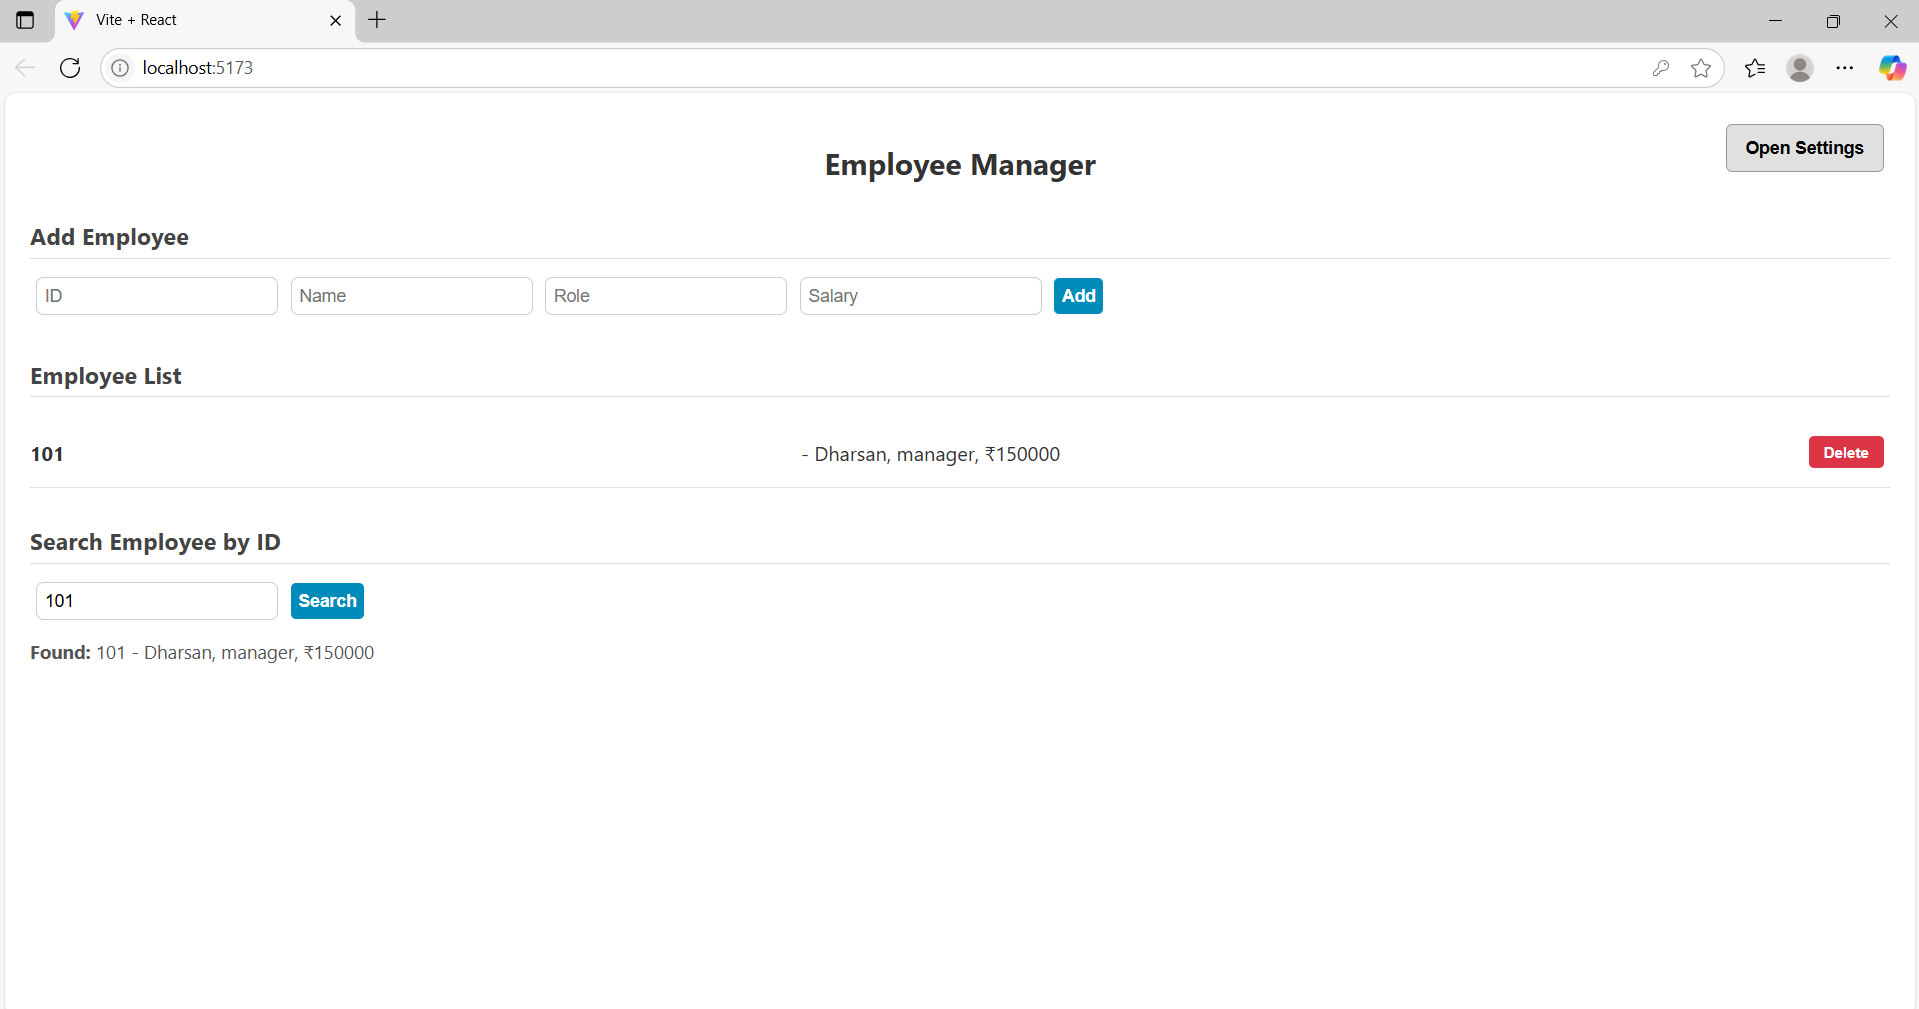 Vite + React
localhost:5173
Open Settings
Employee Manager
Add Employee
ID Name Role Salary Add
Employee List
101 - Dharsan, manager, ₹150000 Delete
Search Employee by ID
101 Search
Found: 101 - Dharsan, manager, ₹150000